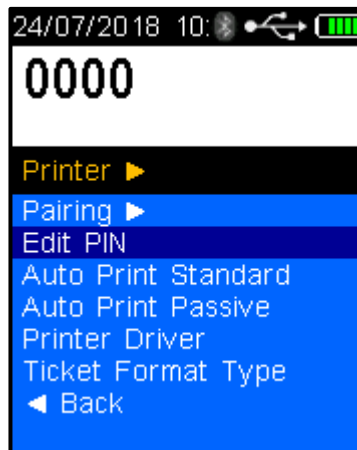 24/07/2018 10:
0000
Printer ▶
Pairing ▶
Edit PIN
Auto Print Standard
Auto Print Passive
Printer Driver
Ticket Format Type
◀ Back